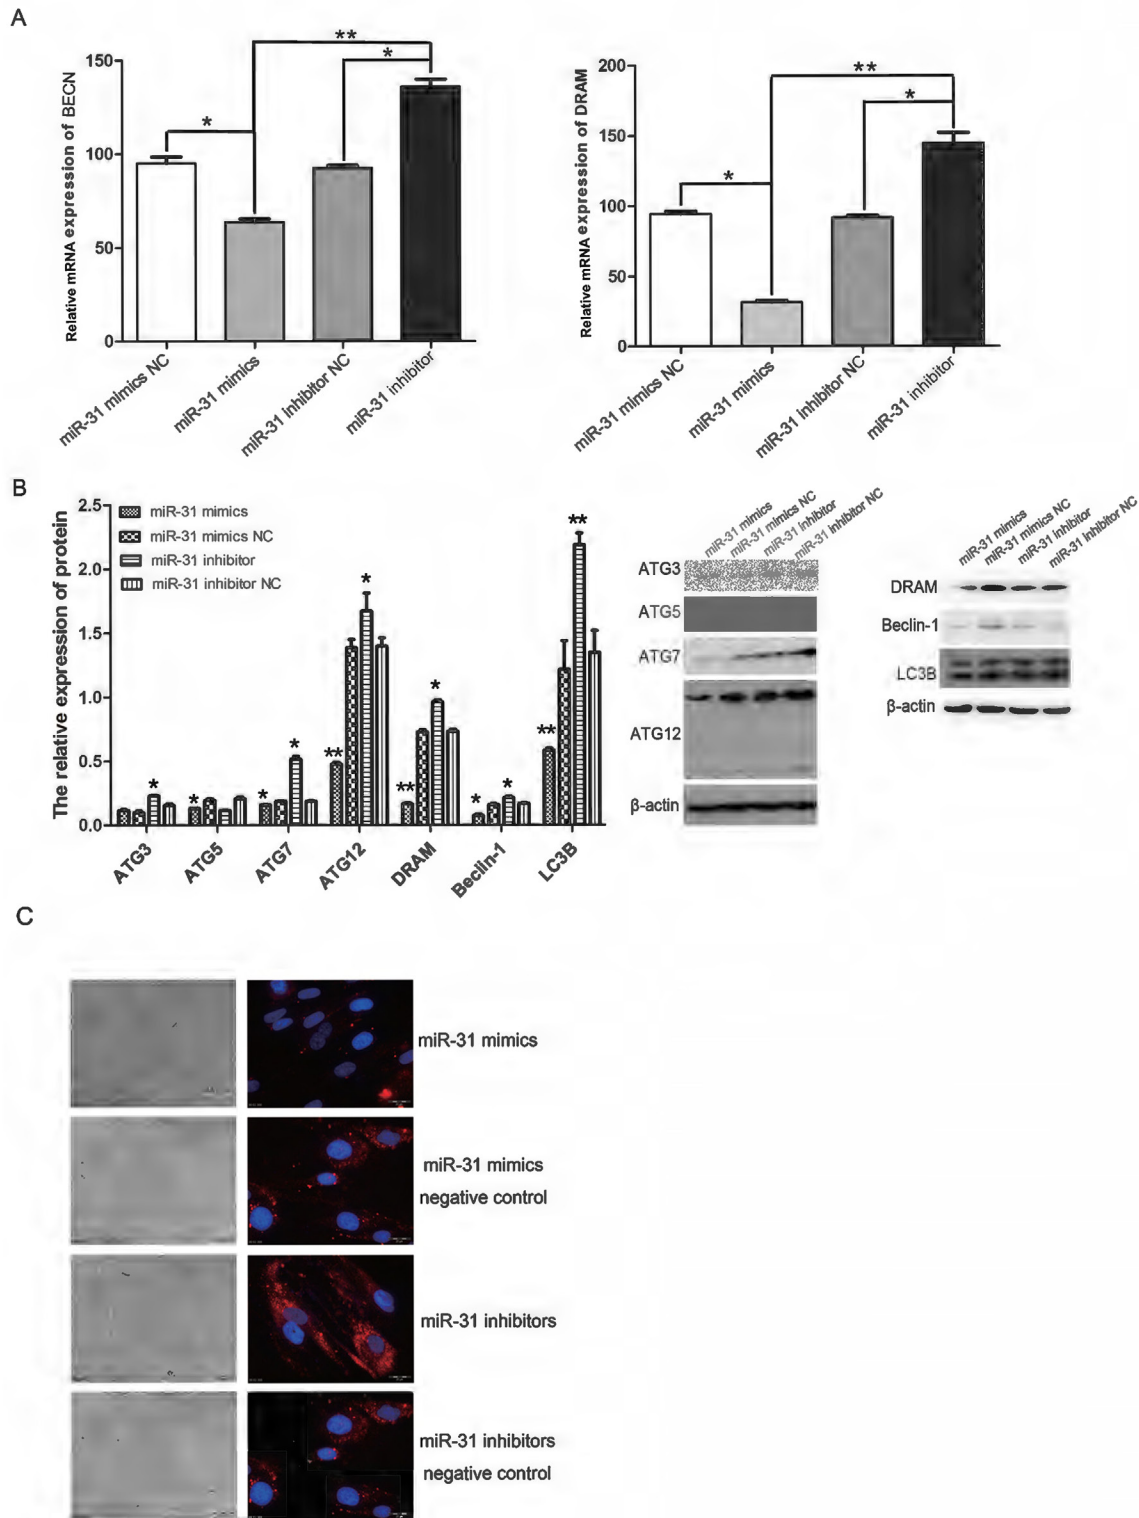 A
Relative mRNA expression of BECN
150
100
50
0
*
**
*
miR-31 mimics NC
miR-31 mimics
miR-31 inhibitor NC
miR-31 inhibitor
Relative mRNA expression of DRAM
200
150
100
50
0
*
**
*
miR-31 mimics NC
miR-31 mimics
miR-31 inhibitor NC
miR-31 inhibitor
B
The relative expression of protein
2.5
2.0
1.5
1.0
0.5
0.0
miR-31 mimics
miR-31 mimics NC
miR-31 inhibitor
miR-31 inhibitor NC
*
*
*
*
**
*
**
*
*
*
**
**
ATG3
ATG5
ATG7
ATG12
DRAM
Beclin-1
LC3B
miR-31 mimics
miR-31 mimics NC
miR-31 inhibitor
miR-31 inhibitor NC
ATG3
ATG5
ATG7
ATG12
β-actin
miR-31 mimics
miR-31 mimics NC
miR-31 inhibitor
miR-31 inhibitor NC
DRAM
Beclin-1
LC3B
β-actin
C
miR-31 mimics
miR-31 mimics
negative control
miR-31 inhibitors
miR-31 inhibitors
negative control